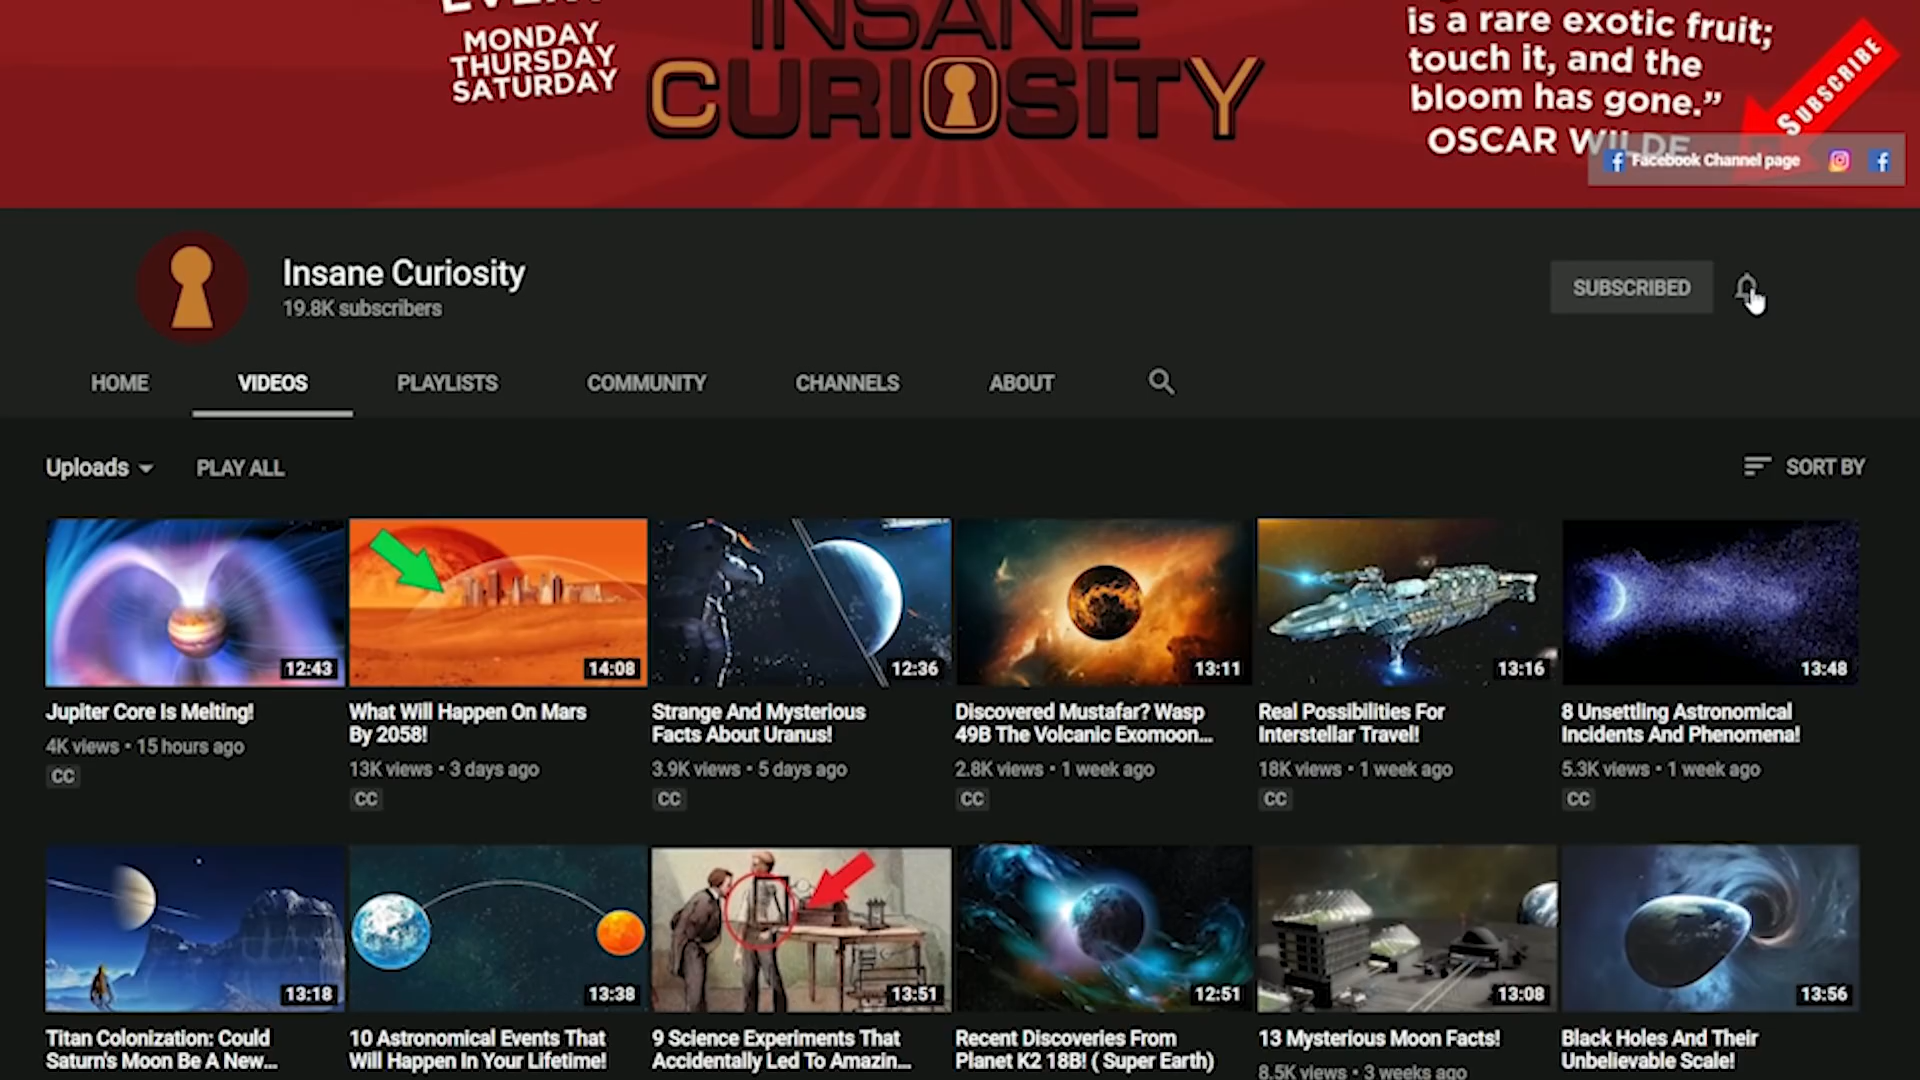 MONDAY
THURSDAY
SATURDAY
INSANE
CURIOSITY
is a rare exotic fruit;
touch it, and the
bloom has gone.”
OSCAR WILDE
SUBSCRIBE
Facebook Channel page
Insane Curiosity
19.8K subscribers
SUBSCRIBED
HOME
VIDEOS
PLAYLISTS
COMMUNITY
CHANNELS
ABOUT
Uploads
PLAY ALL
SORT BY
12:43
14:08
12:36
13:11
13:16
13:48
Jupiter Core Is Melting!
4K views • 15 hours ago
CC
What Will Happen On Mars
By 2058!
13K views • 3 days ago
CC
Strange And Mysterious
Facts About Uranus!
3.9K views • 5 days ago
CC
Discovered Mustafar? Wasp
49B The Volcanic Exomoon...
2.8K views • 1 week ago
CC
Real Possibilities For
Interstellar Travel!
18K views • 1 week ago
CC
8 Unsettling Astronomical
Incidents And Phenomena!
5.3K views • 1 week ago
CC
13:18
13:38
13:51
12:51
13:08
13:56
Titan Colonization: Could
Saturn's Moon Be A New...
10 Astronomical Events That
Will Happen In Your Lifetime!
9 Science Experiments That
Accidentally Led To Amazin...
Recent Discoveries From
Planet K2 18B! ( Super Earth)
13 Mysterious Moon Facts!
8.5K views • 3 weeks ago
Black Holes And Their
Unbelievable Scale!